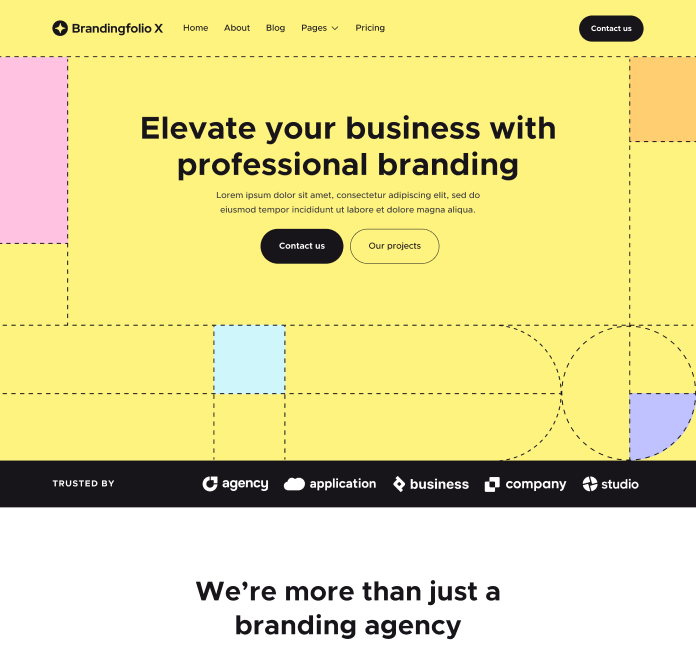 Brandingfolio X
Home
About
Blog
Pages
Pricing
Contact us
Elevate your business with
professional branding
Lorem ipsum dolor sit amet, consectetur adipiscing elit, sed do
eiusmod tempor incididunt ut labore et dolore magna aliqua.
Contact us
Our projects
TRUSTED BY
agency
application
business
company
studio
We’re more than just a
branding agency